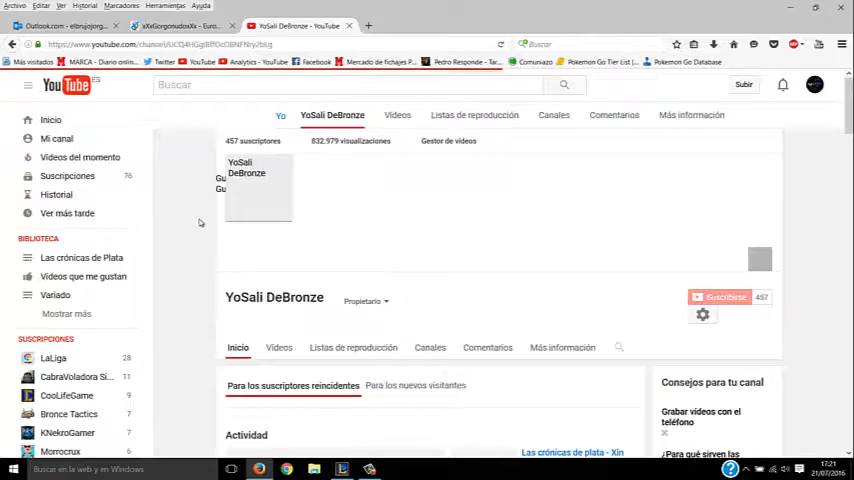 Archivo Editar Ver Historial Marcadores Herramientas Ayuda
Outlook.com - elbrujojorg...
xXxGorgonudosxXx - Euro...
YoSali DeBronze - YouTube
Buscar
Más visitados MARCA - Diario onlin... Twitter YouTube Analytics - YouTube Facebook Mercado de fichajes P... Pedro Responde - Tar... Comuniazo Pokemon Go Tier List |... Pokemon Go Database
YouTube ES
Buscar
Subir
Yo YoSali DeBronze Vídeos Listas de reproducción Canales Comentarios Más información
457 suscriptores 832.979 visualizaciones Gestor de vídeos
YoSali
DeBronze
Gu
Gu
YoSali DeBronze Propietario
Suscribirse 457
Inicio Vídeos Listas de reproducción Canales Comentarios Más información
Para los suscriptores reincidentes Para los nuevos visitantes
Actividad
Las crónicas de plata - Xin
Consejos para tu canal
Grabar vídeos con el
teléfono
¿Para qué sirven las
Inicio
Mi canal
Vídeos del momento
Suscripciones 76
Historial
Ver más tarde
BIBLIOTECA
Las crónicas de Plata
Vídeos que me gustan
Variado
Mostrar más
SUSCRIPCIONES
LaLiga 28
CabraVoladora Si... 11
CooLifeGame 9
Bronce Tactics 7
KNekroGamer 7
Morrocrux
Buscar en la web y en Windows
17:21
21/07/2016